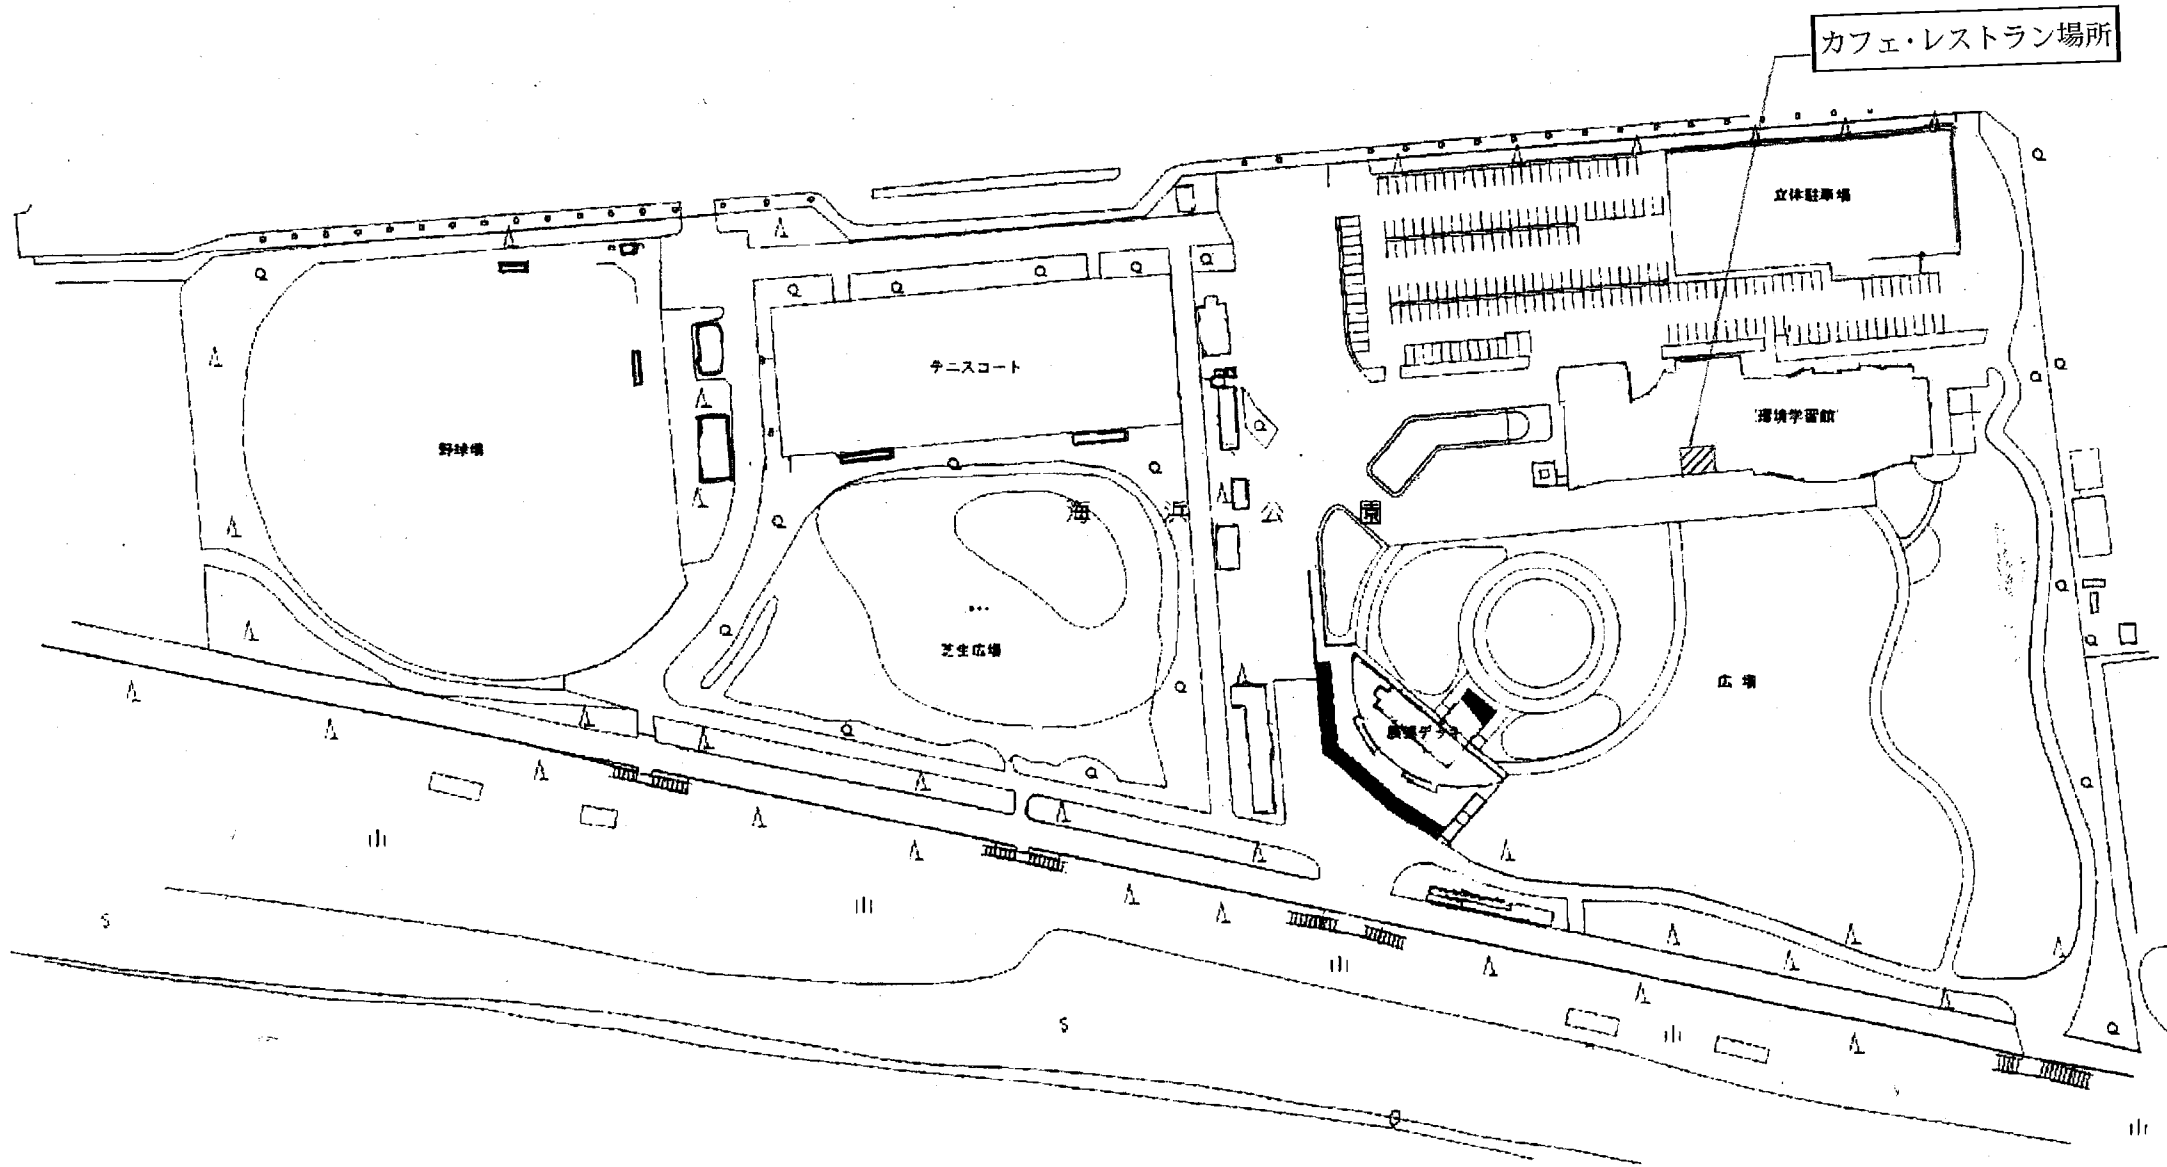 カフェ・レストラン場所
立体駐車場
テニスコート
環境学習館
野球場
海浜公園
芝生広場
広場